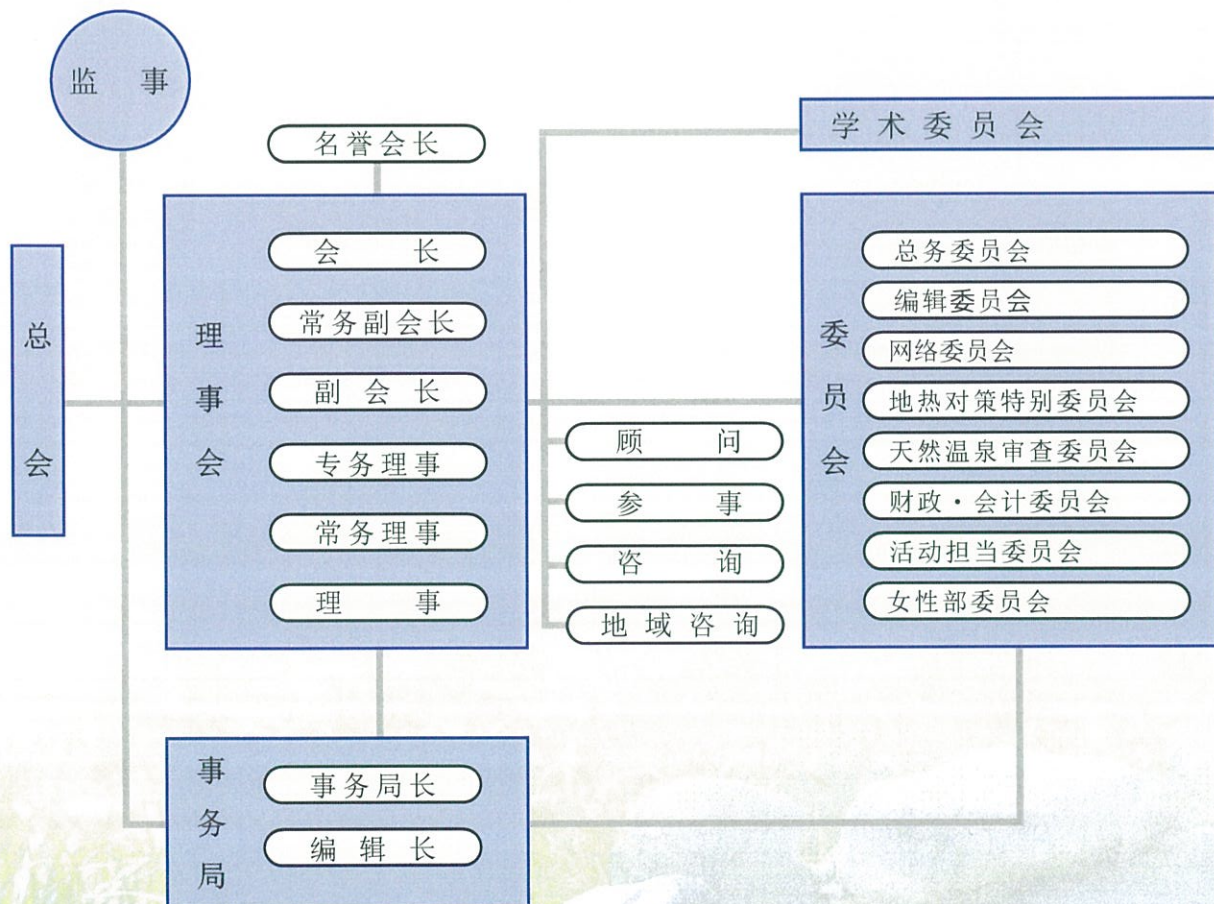 监事
名誉会长
学术委员会
总会
理事会
会长
常务副会长
副会长
专务理事
常务理事
理事
顾问
参事
咨询
地域咨询
委员会
总务委员会
编辑委员会
网络委员会
地热对策特别委员会
天然温泉审查委员会
财政・会计委员会
活动担当委员会
女性部委员会
事务局
事务局长
编辑长